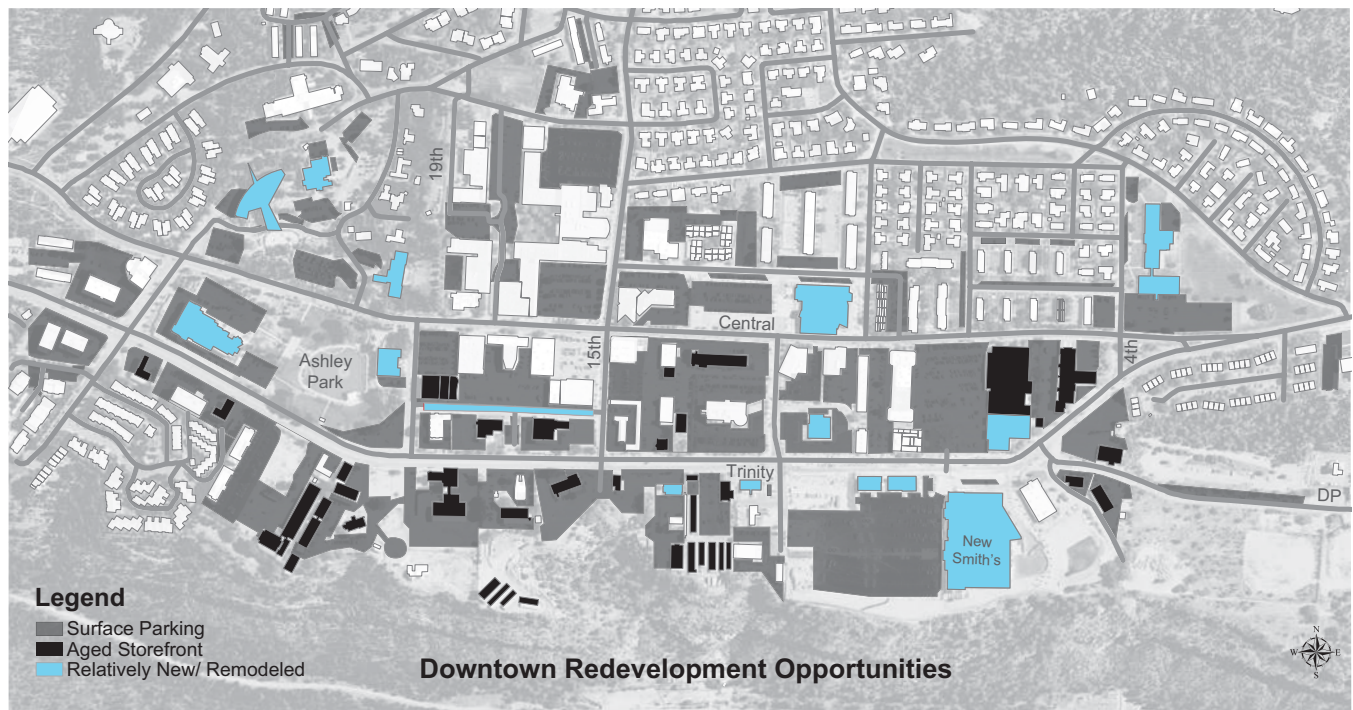 19th
15th
Central
4th
Ashley
Park
Trinity
DP
New
Smith's
Legend
Surface Parking
Aged Storefront
Relatively New/ Remodeled
Downtown Redevelopment Opportunities
N
W
E
S